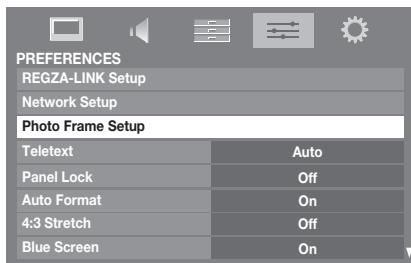 PREFERENCES
REGZA-LINK Setup
Network Setup
Photo Frame Setup
Teletext Auto
Panel Lock Off
Auto Format On
4:3 Stretch Off
Blue Screen On